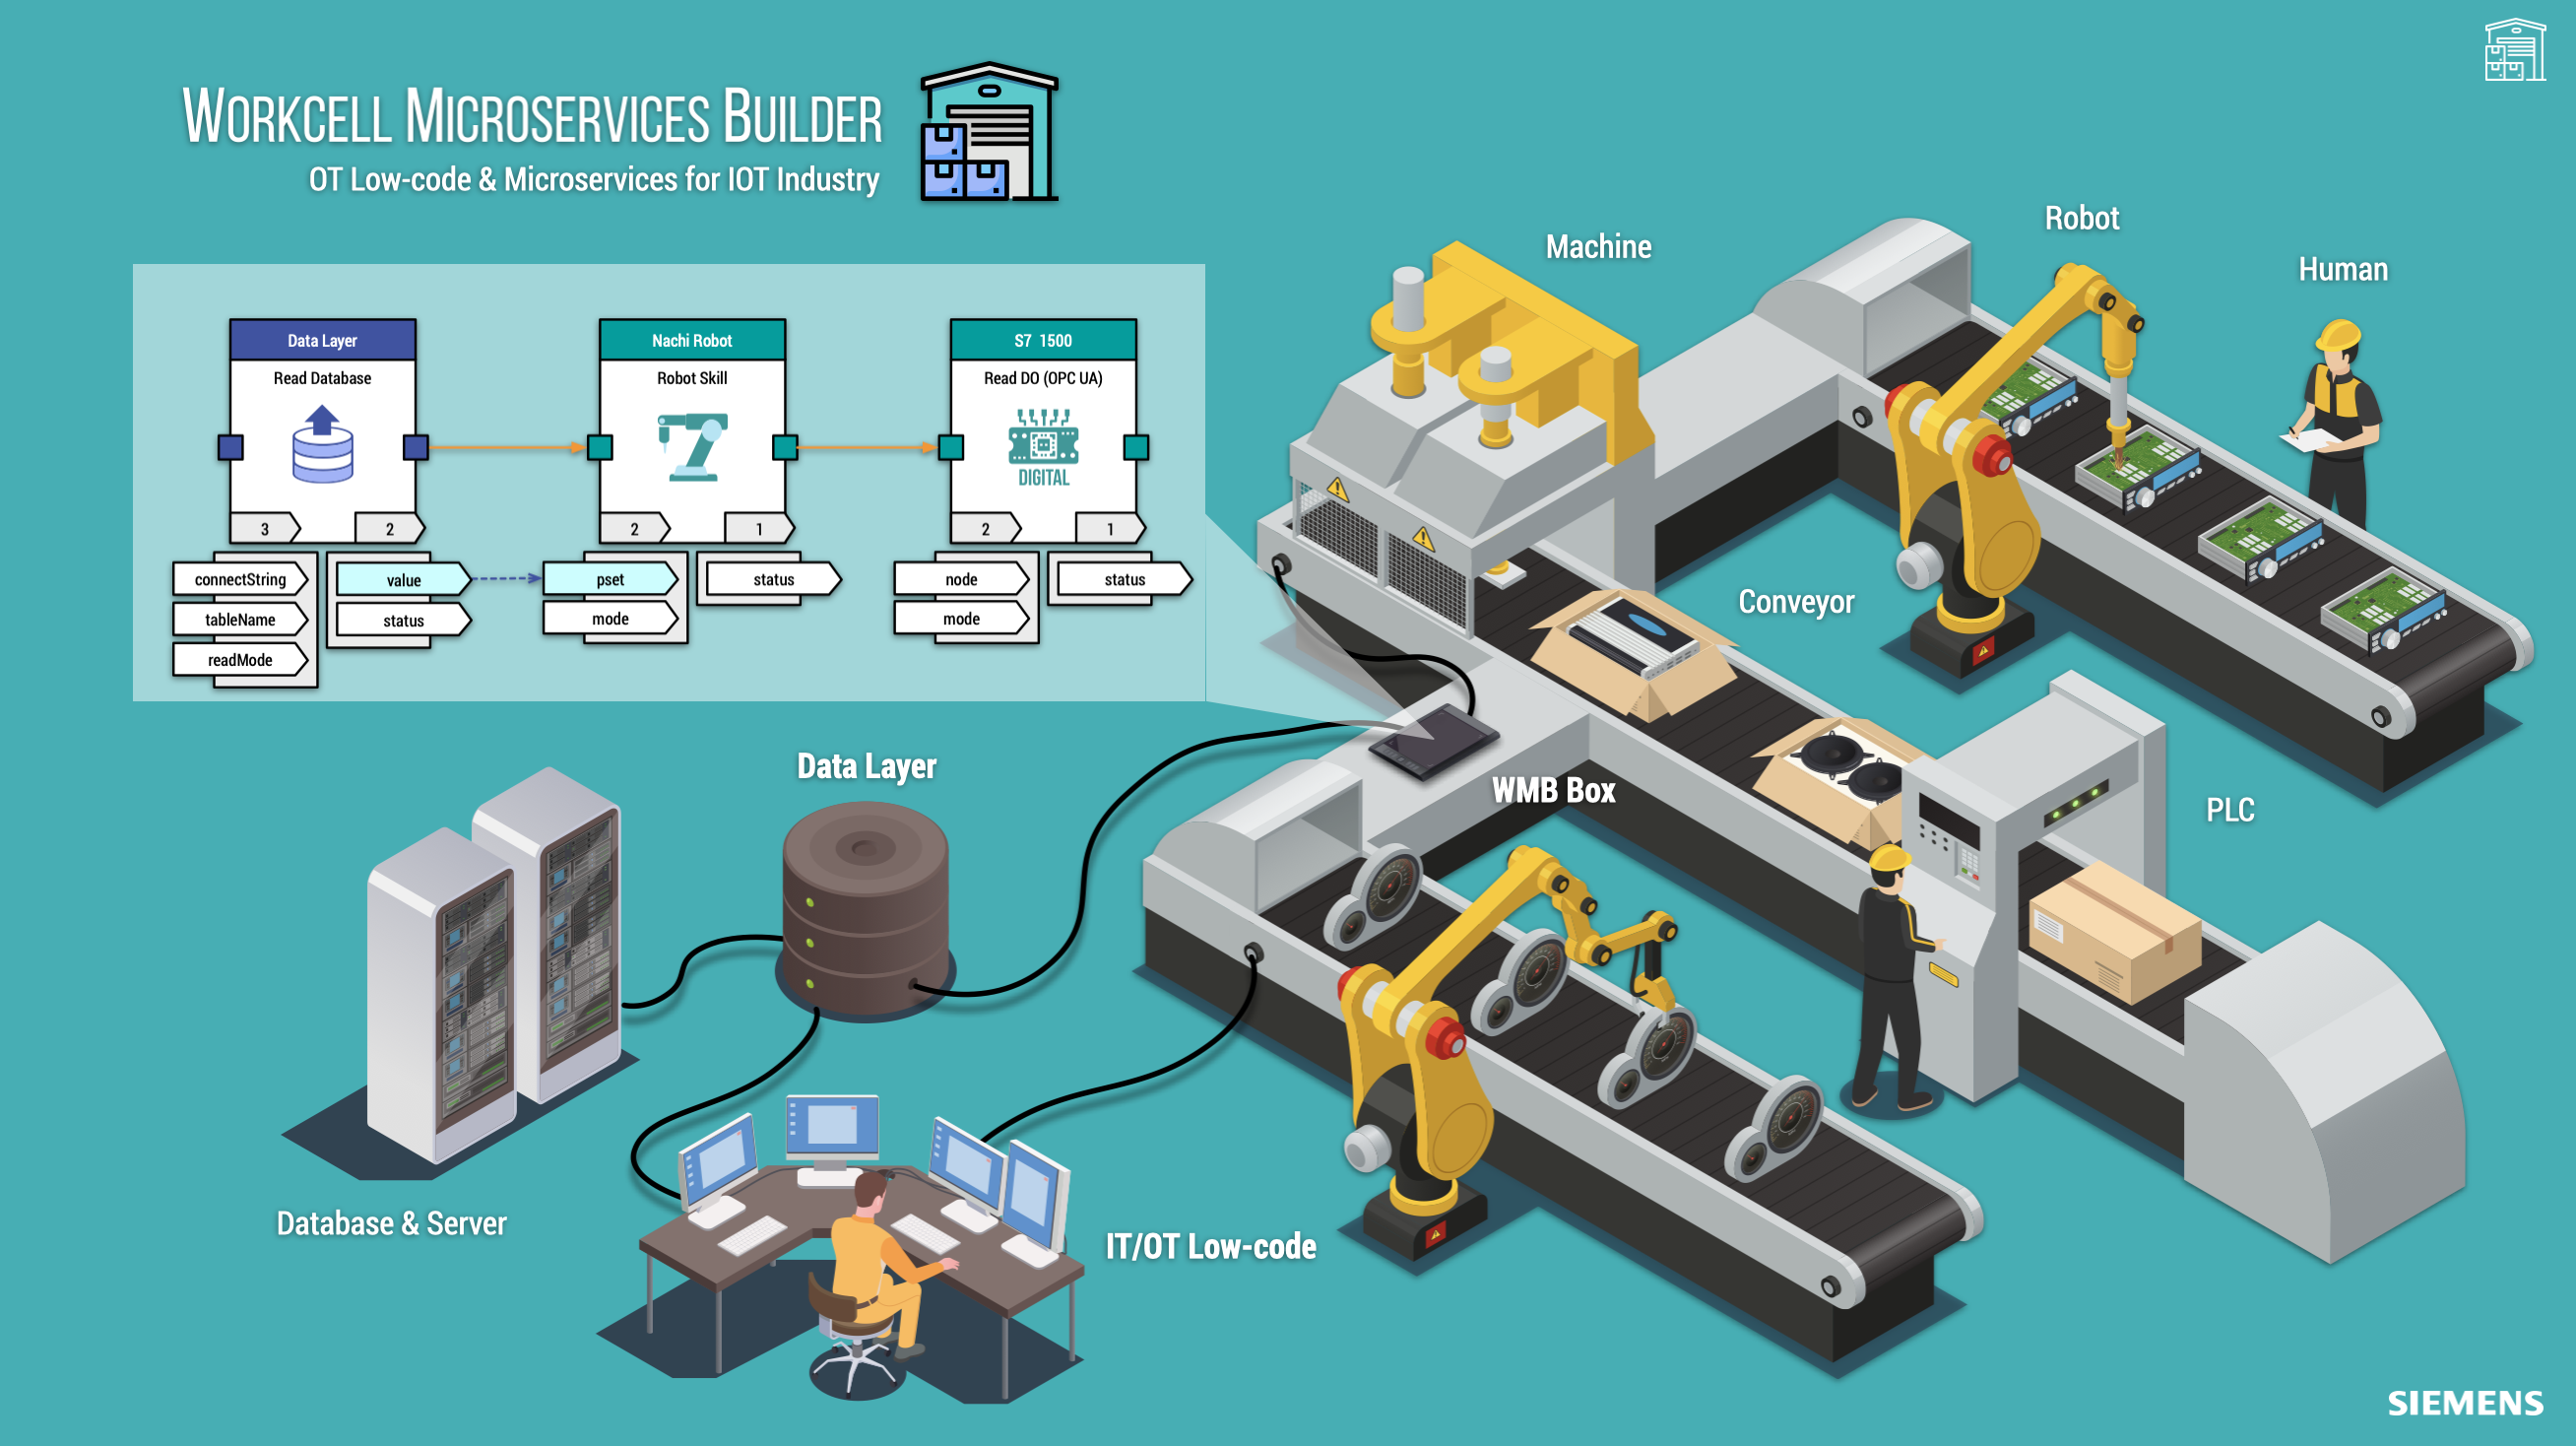 WORKCELL MICROSERVICES BUILDER
OT Low-code & Microservices for IOT Industry
Data Layer
Read Database
3
2
connectString
tableName
readMode
value
status
Nachi Robot
Robot Skill
2
1
pset
mode
status
S7 1500
Read DO (OPC UA)
DIGITAL
2
1
node
mode
status
Machine
Robot
Human
Conveyor
WMB Box
PLC
Data Layer
Database & Server
IT/OT Low-code
SIEMENS